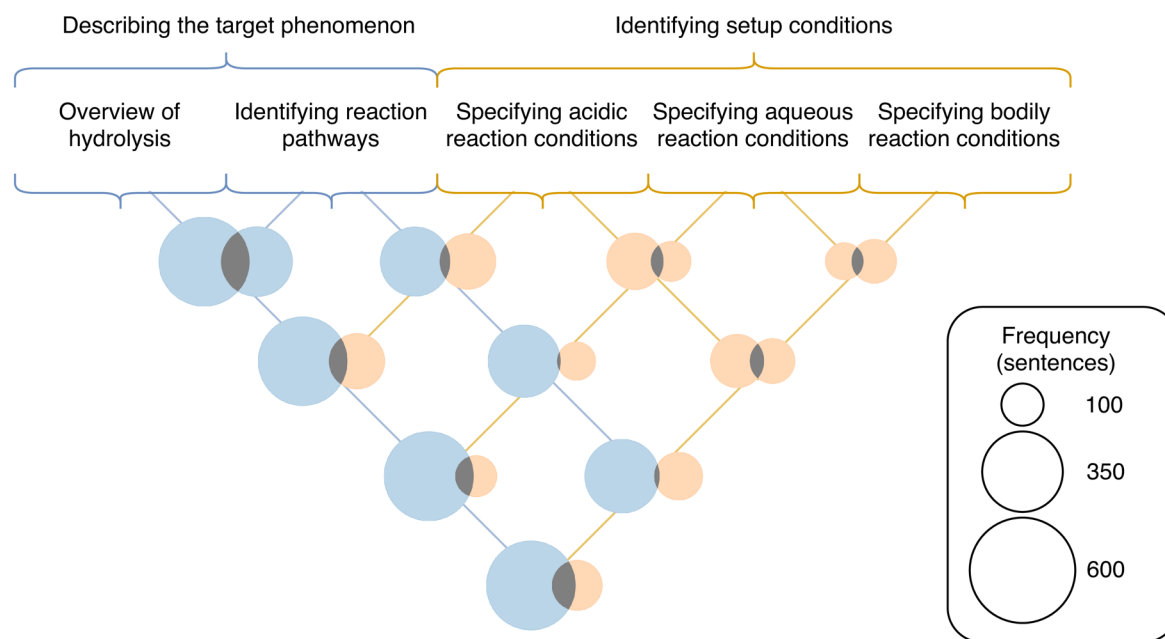 Describing the target phenomenon
Identifying setup conditions
Overview of
hydrolysis
Identifying reaction
pathways
Specifying acidic
reaction conditions
Specifying aqueous
reaction conditions
Specifying bodily
reaction conditions
Frequency
(sentences)
100
350
600